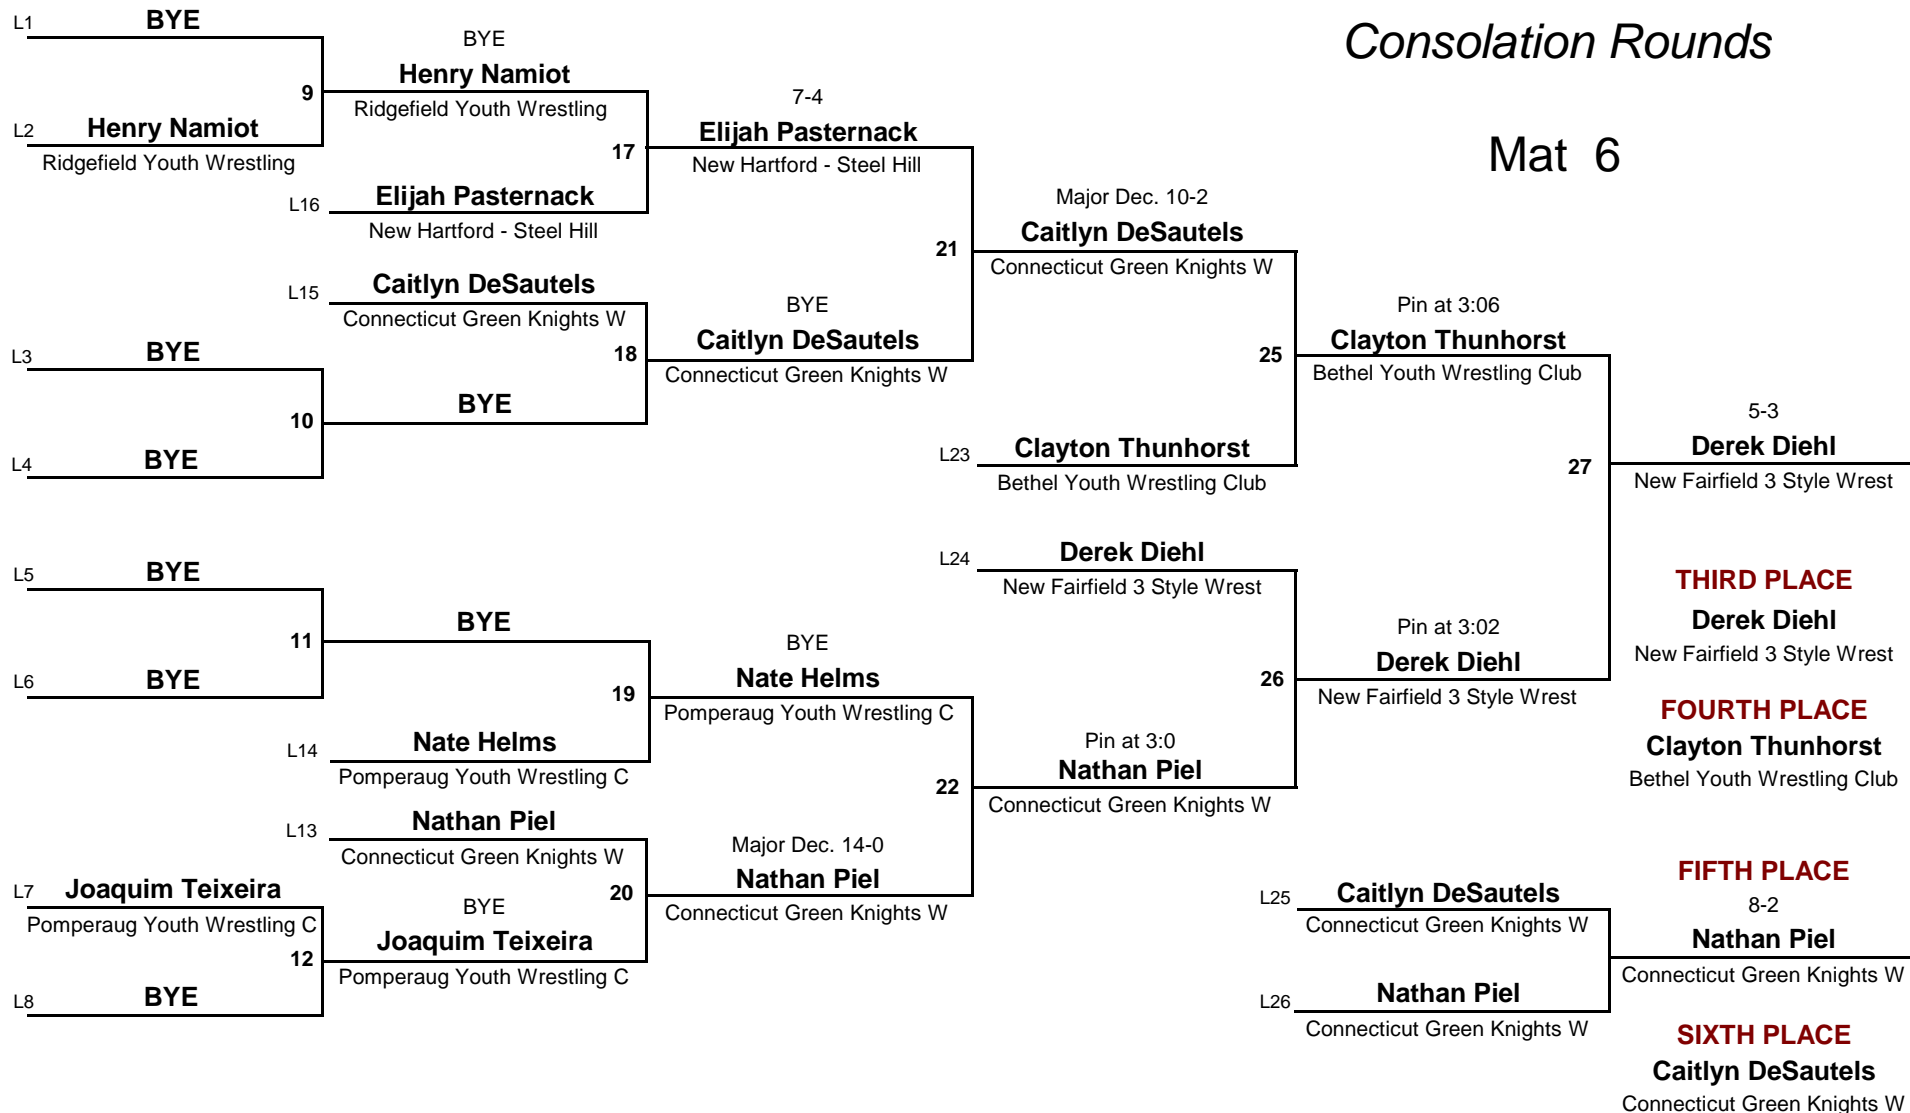 Consolation Rounds
Mat 6
L1 BYE
9
L2 Henry Namiot
Ridgefield Youth Wrestling
BYE
Henry Namiot
Ridgefield Youth Wrestling
17
L16 Elijah Pasternack
New Hartford - Steel Hill
7-4
Elijah Pasternack
New Hartford - Steel Hill
21
L15 Caitlyn DeSautels
Connecticut Green Knights W
18
L3 BYE
10
L4 BYE
BYE
BYE
Caitlyn DeSautels
Connecticut Green Knights W
Major Dec. 10-2
Caitlyn DeSautels
Connecticut Green Knights W
25
L23 Clayton Thunhorst
Bethel Youth Wrestling Club
Pin at 3:06
Clayton Thunhorst
Bethel Youth Wrestling Club
27
5-3
Derek Diehl
New Fairfield 3 Style Wrest
L5 BYE
11
L6 BYE
BYE
19
L14 Nate Helms
Pomperaug Youth Wrestling C
BYE
Nate Helms
Pomperaug Youth Wrestling C
22
L13 Nathan Piel
Connecticut Green Knights W
20
L7 Joaquim Teixeira
Pomperaug Youth Wrestling C
12
L8 BYE
BYE
Joaquim Teixeira
Pomperaug Youth Wrestling C
Major Dec. 14-0
Nathan Piel
Connecticut Green Knights W
L24 Derek Diehl
New Fairfield 3 Style Wrest
26
Pin at 3:0
Nathan Piel
Connecticut Green Knights W
Pin at 3:02
Derek Diehl
New Fairfield 3 Style Wrest
THIRD PLACE
Derek Diehl
New Fairfield 3 Style Wrest
FOURTH PLACE
Clayton Thunhorst
Bethel Youth Wrestling Club
L25 Caitlyn DeSautels
Connecticut Green Knights W
L26 Nathan Piel
Connecticut Green Knights W
FIFTH PLACE
8-2
Nathan Piel
Connecticut Green Knights W
SIXTH PLACE
Caitlyn DeSautels
Connecticut Green Knights W